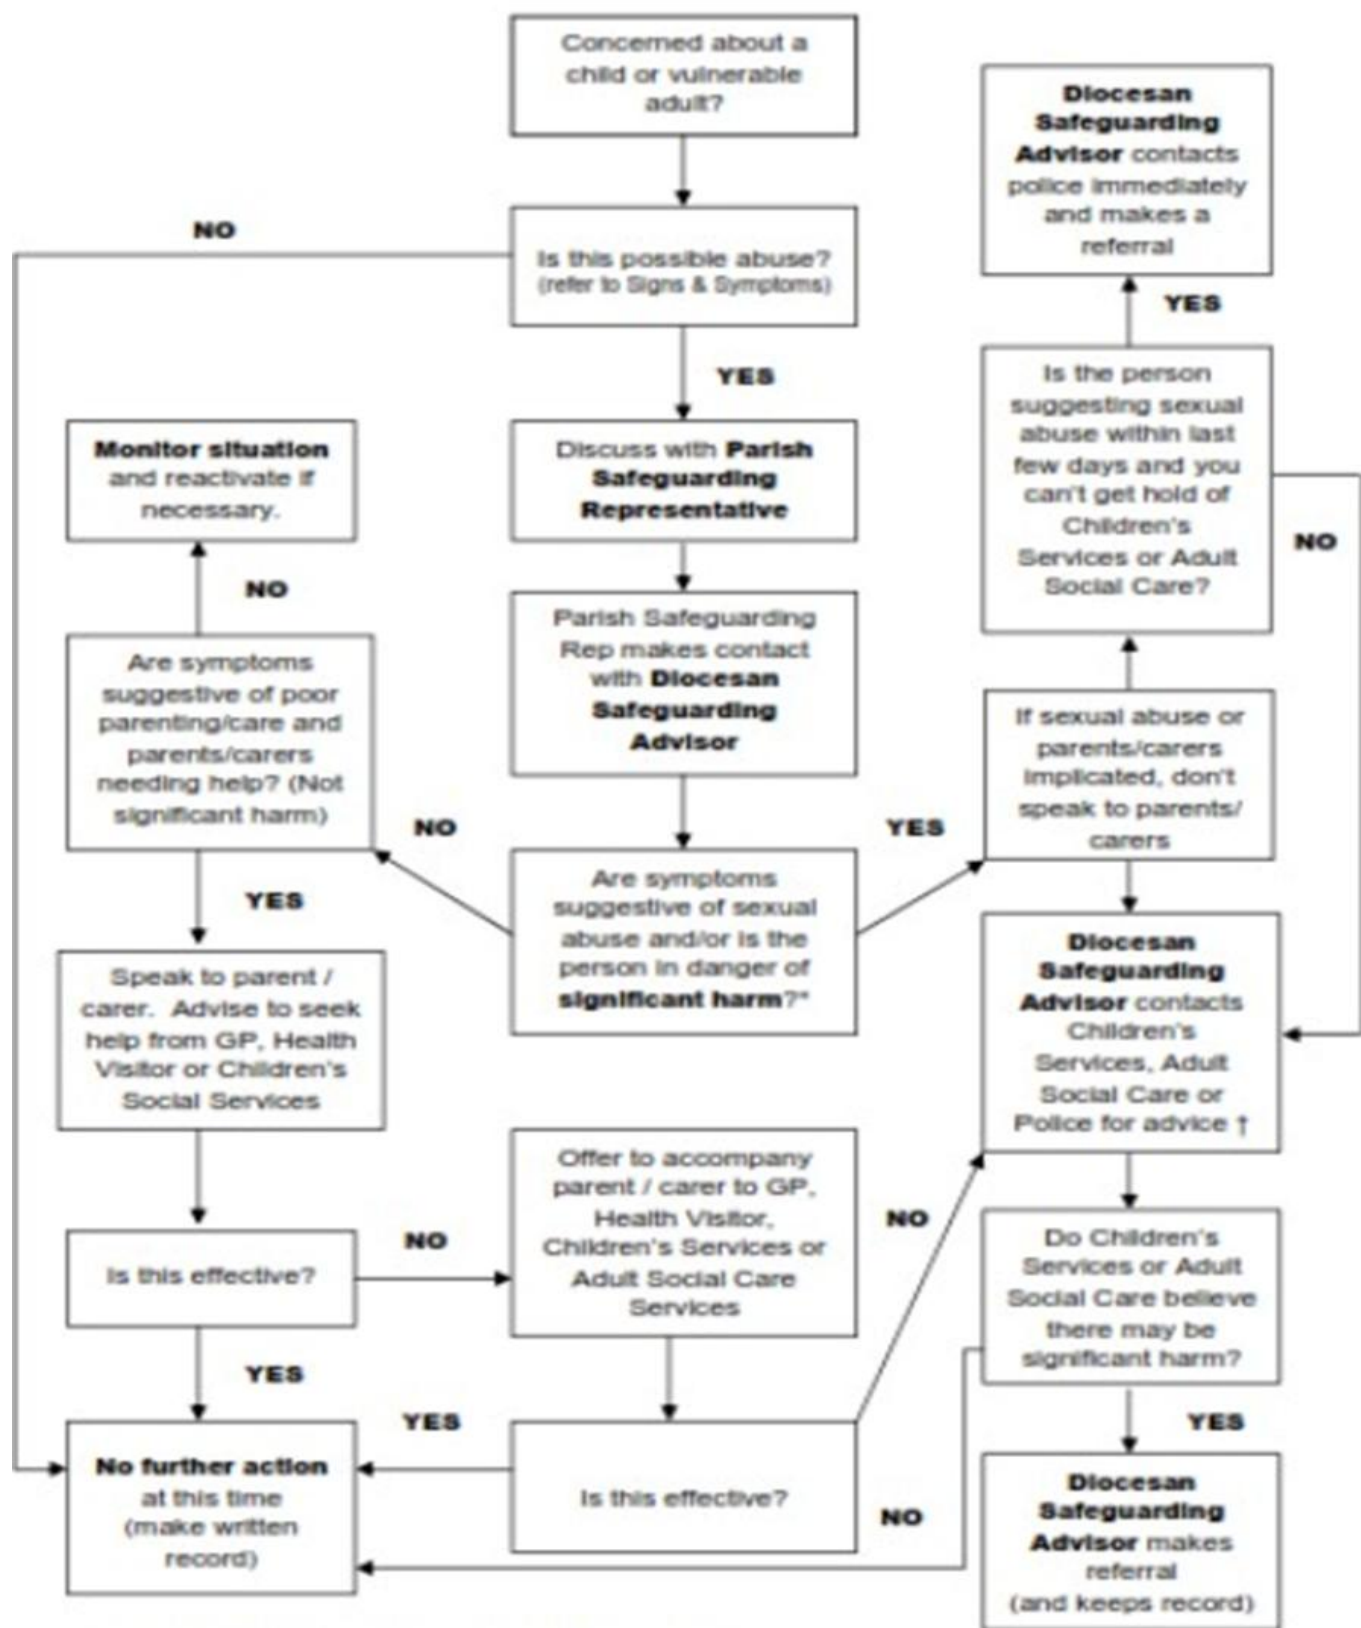 Concerned about a
child or vulnerable
adult?
Diocesan
Safeguarding
Advisor contacts
police immediately
and makes a
referral
NO
Is this possible abuse?
(refer to Signs & Symptoms)
YES
YES
Is the person
suggesting sexual
abuse within last
few days and you
can't get hold of
Children's
Services or Adult
Social Care?
NO
Monitor situation
and reactivate if
necessary.
Discuss with Parish
Safeguarding
Representative
NO
Parish Safeguarding
Rep makes contact
with Diocesan
Safeguarding
Advisor
Are symptoms
suggestive of poor
parenting/care and
parents/carers
needing help? (Not
significant harm)
If sexual abuse or
parents/carers
implicated, don't
speak to parents/
carers
NO
YES
Are symptoms
suggestive of sexual
abuse and/or is the
person in danger of
significant harm?*
YES
Diocesan
Safeguarding
Advisor contacts
Children's
Services, Adult
Social Care or
Police for advice †
Speak to parent /
carer. Advise to seek
help from GP, Health
Visitor or Children's
Social Services
Offer to accompany
parent / carer to GP,
Health Visitor,
Children's Services or
Adult Social Care
Services
NO
NO
Is this effective?
Do Children's
Services or Adult
Social Care believe
there may be
significant harm?
YES
YES
YES
No further action
at this time
(make written
record)
Is this effective?
NO
Diocesan
Safeguarding
Advisor makes
referral
(and keeps record)